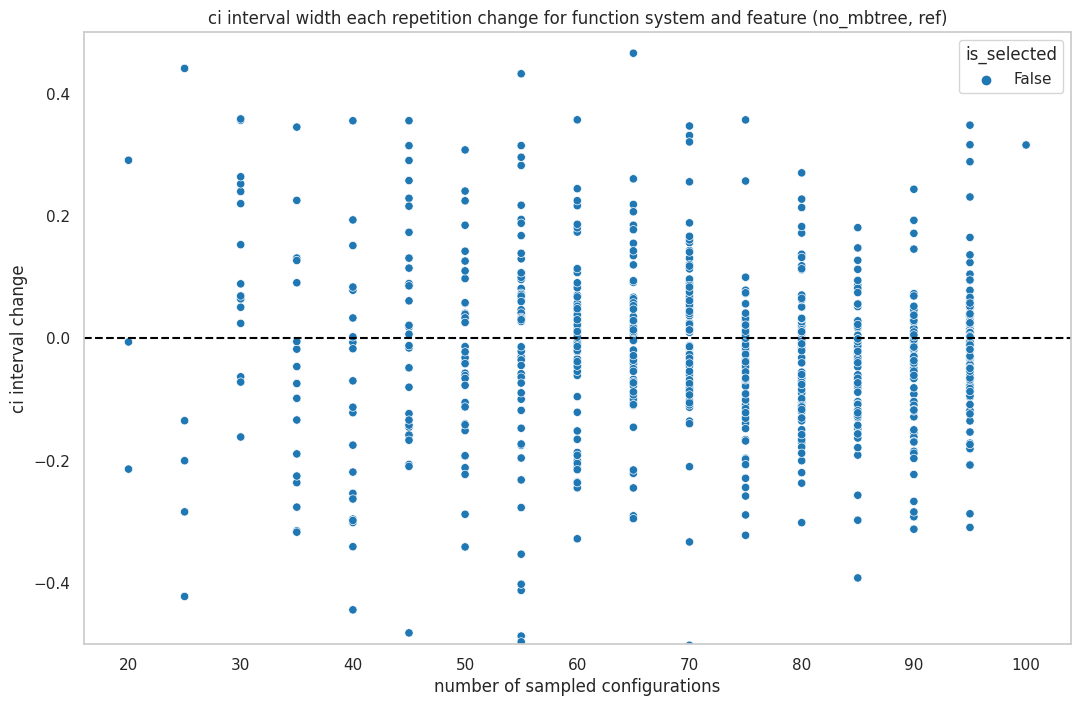 ci interval width each repetition change for function system and feature (no_mbtree, ref)
is_selected
False
ci interval change
0.4
0.2
0.0
−0.2
−0.4
20 30 40 50 60 70 80 90 100
number of sampled configurations